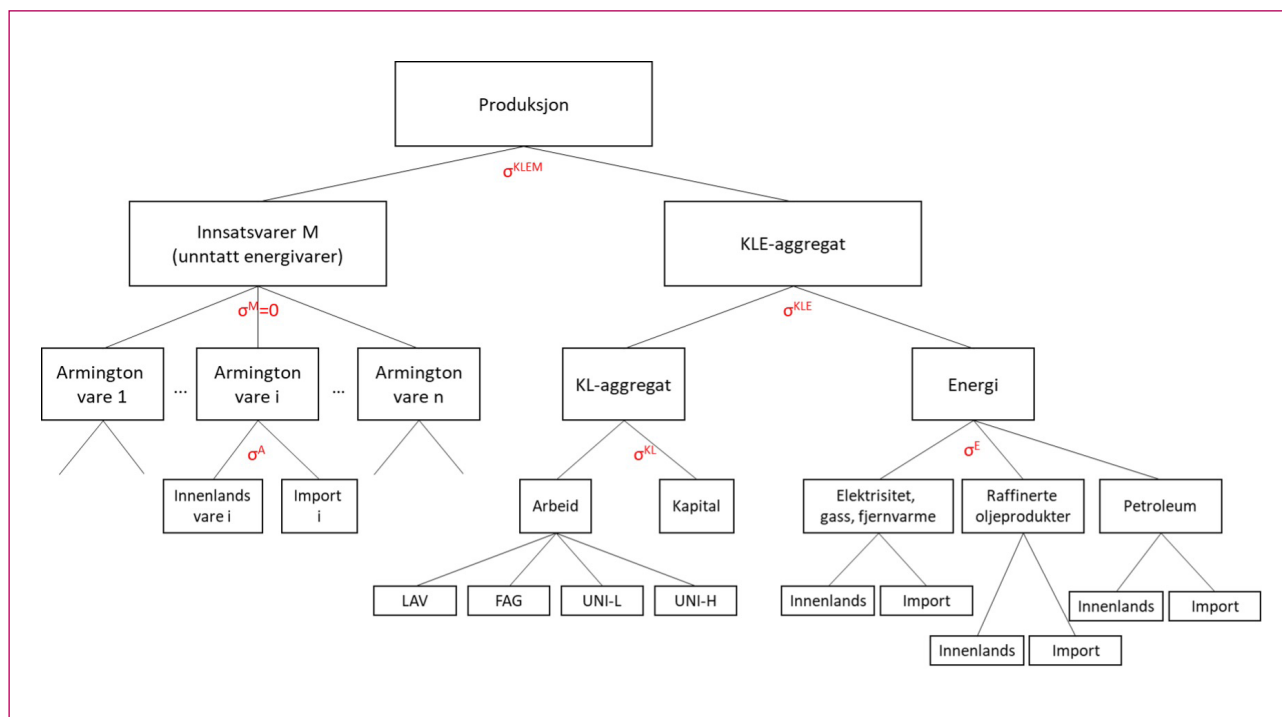 Produksjon
σKLEM
Innsatsvarer M
(unntatt energivarer)
KLE-aggregat
σM=0
σKLE
Armington
vare 1
...
Armington
vare i
...
Armington
vare n
KL-aggregat
Energi
σA
σKL
σE
Innenlands
vare i
Import
i
Arbeid
Kapital
Elektrisitet,
gass, fjernvarme
Raffinerte
oljeprodukter
Petroleum
LAV
FAG
UNI-L
UNI-H
Innenlands
Import
Innenlands
Import
Innenlands
Import